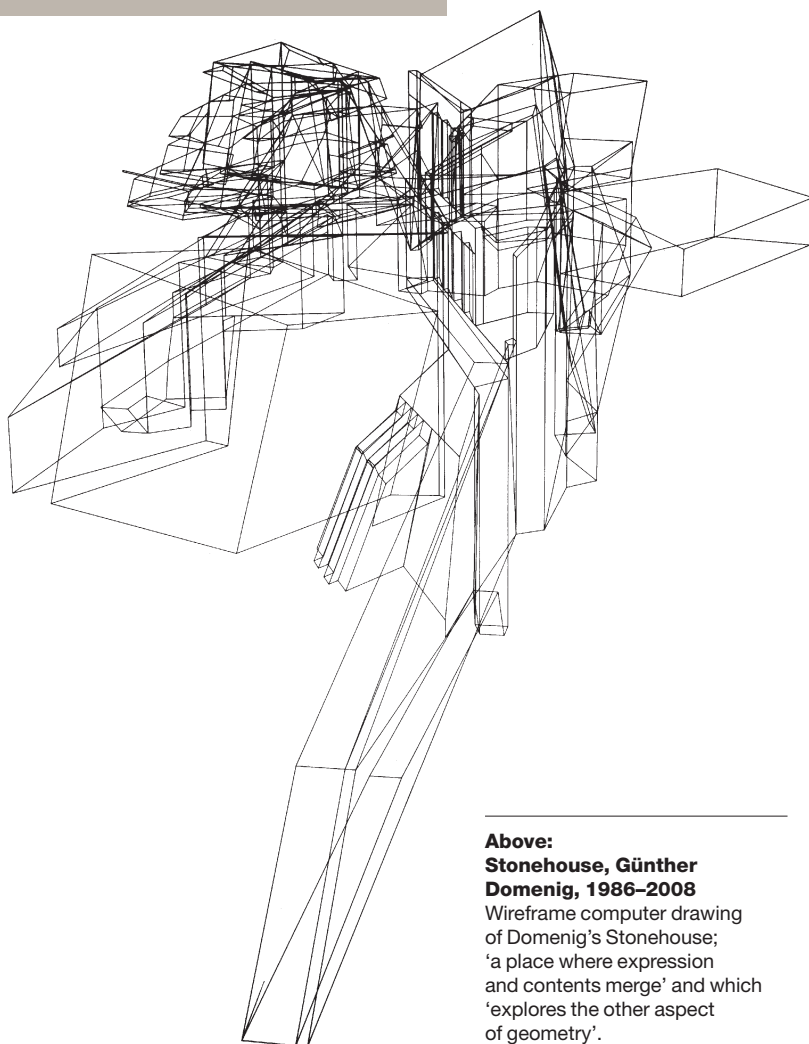 Above:
Stonehouse, Günther
Domenig, 1986–2008
Wireframe computer drawing
of Domenig’s Stonehouse;
‘a place where expression
and contents merge’ and which
‘explores the other aspect
of geometry’.